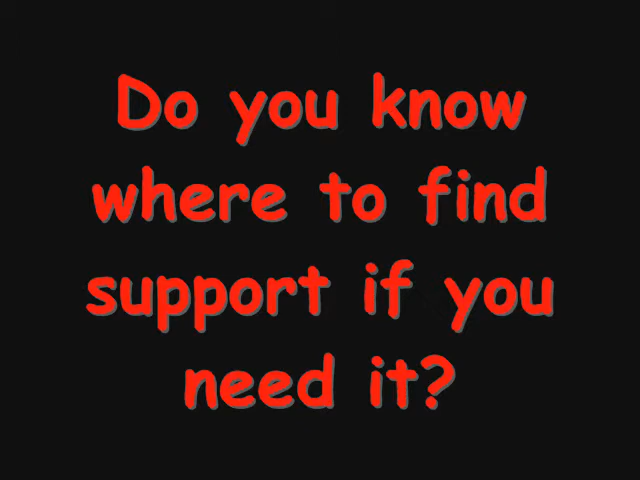 Do you know
where to find
support if you
need it?